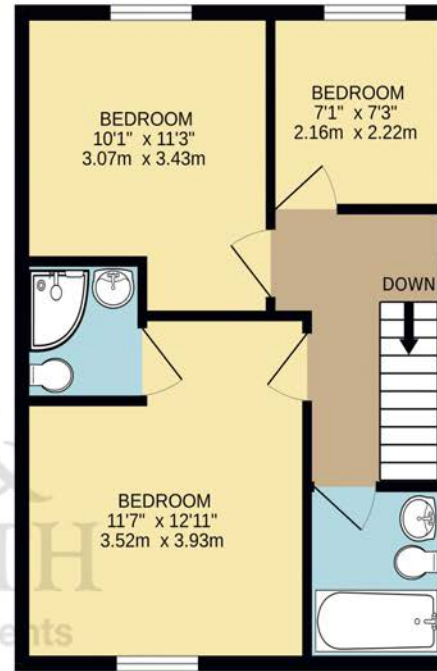 BEDROOM
10'1" x 11'3"
3.07m x 3.43m
BEDROOM
7'1" x 7'3"
2.16m x 2.22m
DOWN
BEDROOM
11'7" x 12'11"
3.52m x 3.93m